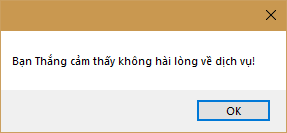 Bạn Thắng cảm thấy không hài lòng về dịch vụ!
OK